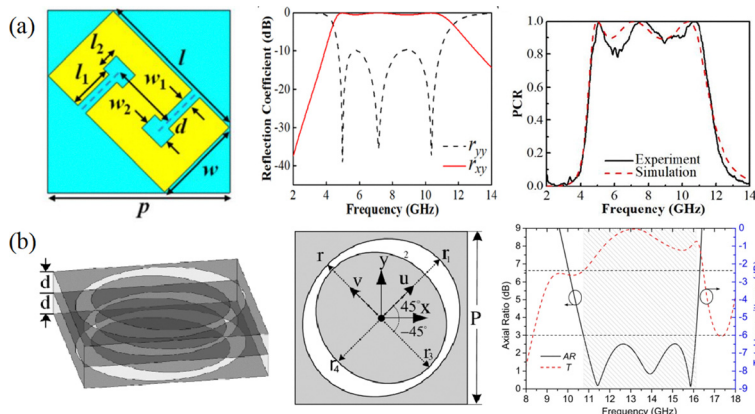 (a)
l
l2
l1
w1
w2
d
w
p
Reflection Coefficient (dB)
0
-10
-20
-30
-40
ryy
rxy
2 4 6 8 10 12 14
Frequency (GHz)
PCR
1.0
0.8
0.6
0.4
0.2
0.0
Experiment
Simulation
2 4 6 8 10 12 14
Frequency (GHz)
(b)
d
d
r
y
2
r1
u
v
45°
x
-45°
r4
r3
P
Axial Ratio (dB)
9
8
7
6
5
4
3
2
1
0
0
-1
-2
-3
-4
-5
-6
-7
-8
-9
AR
T
8 9 10 11 12 13 14 15 16 17 18
Frequency (GHz)